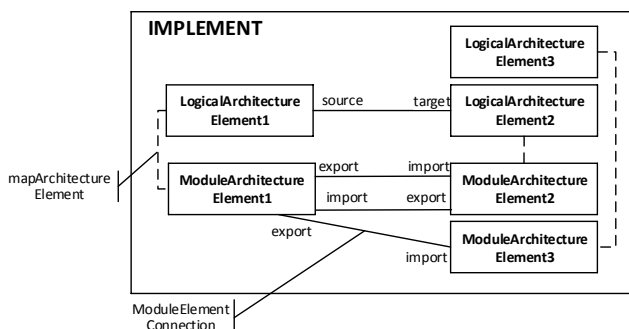 IMPLEMENT
LogicalArchitecture
Element3
LogicalArchitecture
Element1
source
target
LogicalArchitecture
Element2
mapArchitecture
Element
ModuleArchitecture
Element1
export
import
import
export
ModuleArchitecture
Element2
export
import
ModuleArchitecture
Element3
ModuleElement
Connection